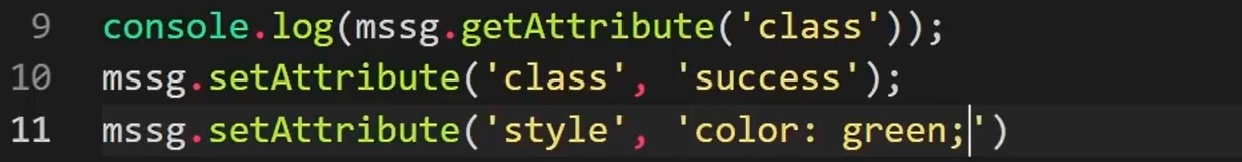 9 console.log(mssg.getAttribute('class'));
10 mssg.setAttribute('class', 'success');
11 mssg.setAttribute('style', 'color: green;')